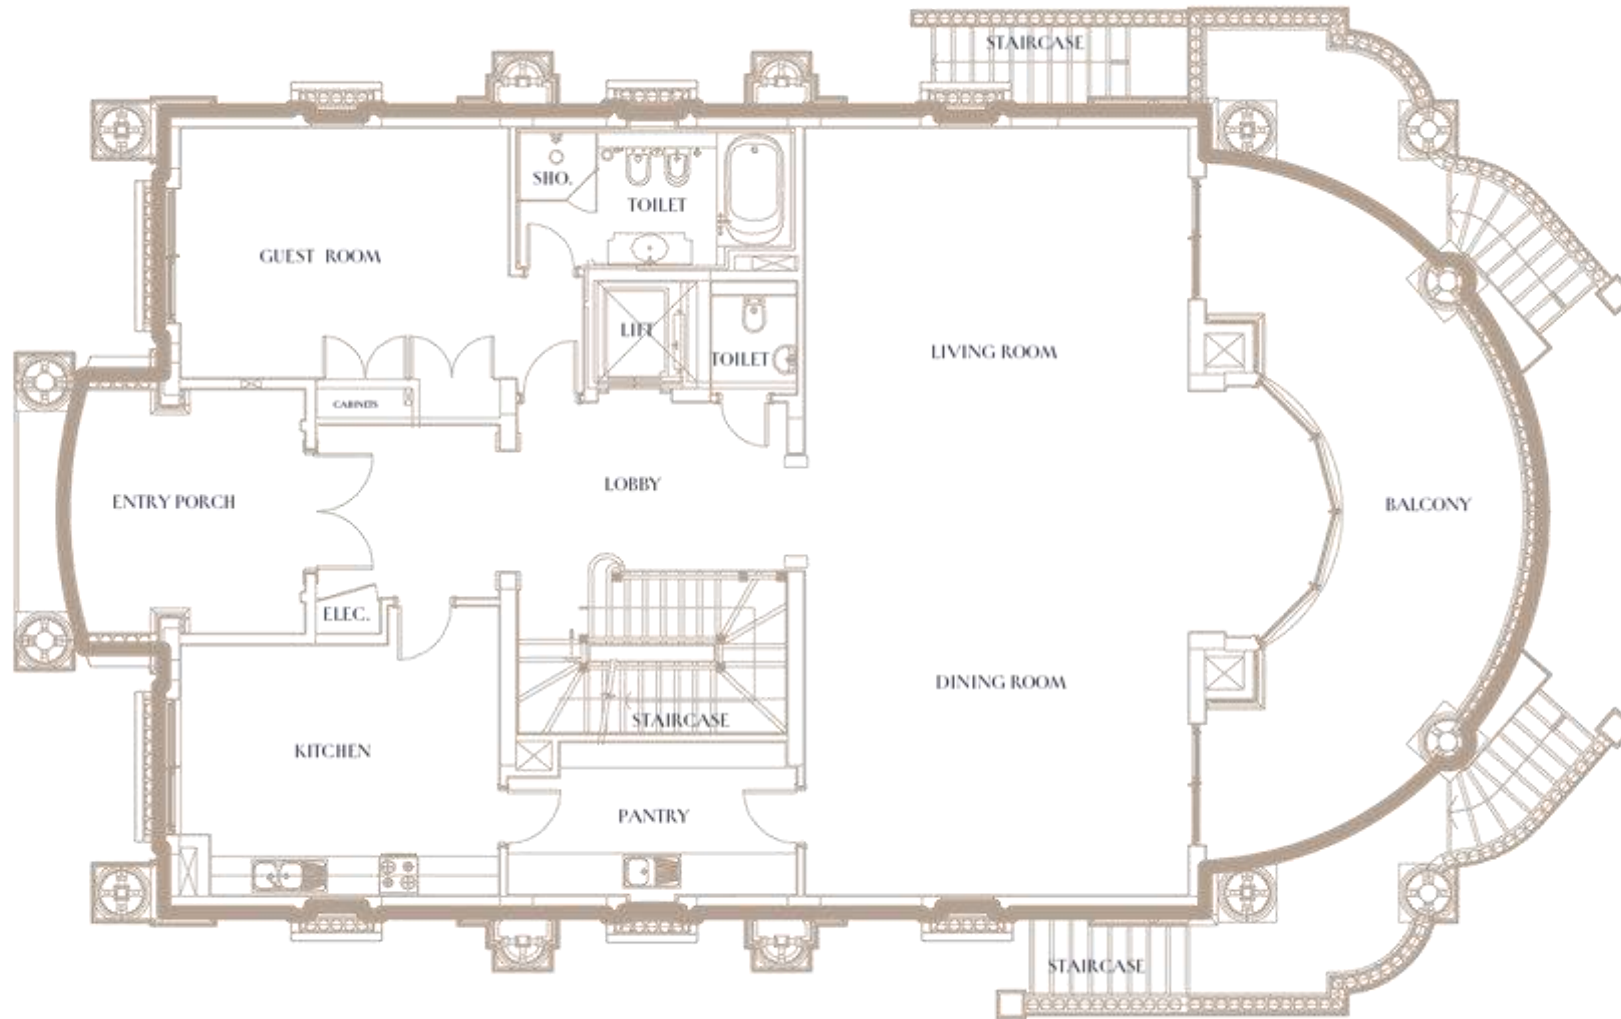 STAIRCASE
SHO.
TOILET
GUEST ROOM
LIFT
TOILET
LIVING ROOM
CABINETS
LOBBY
ENTRY PORCH
BALCONY
ELEC.
DINING ROOM
STAIRCASE
KITCHEN
PANTRY
STAIRCASE